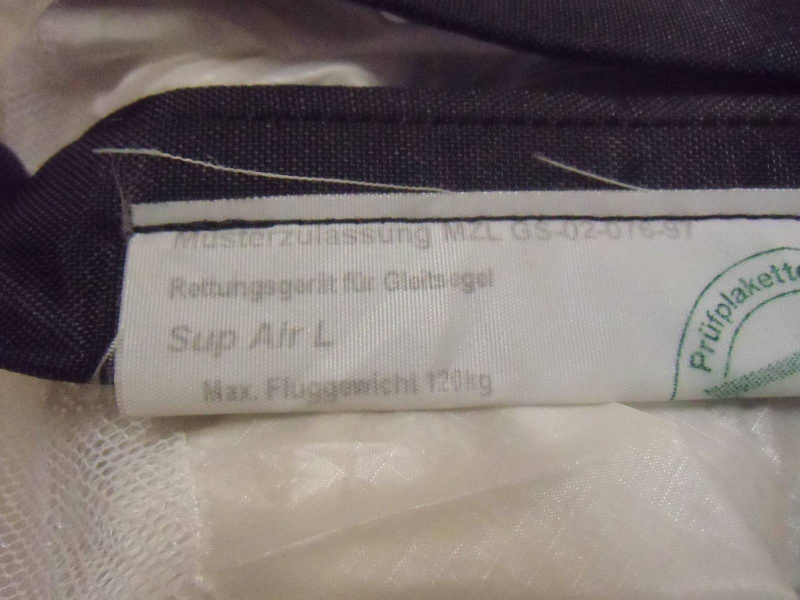 Musterzulassung MZL GS-02-076-97
Rettungsgerät für Gleitsegel
Sup Air L
Max. Fluggewicht 120kg
Prüfplakette